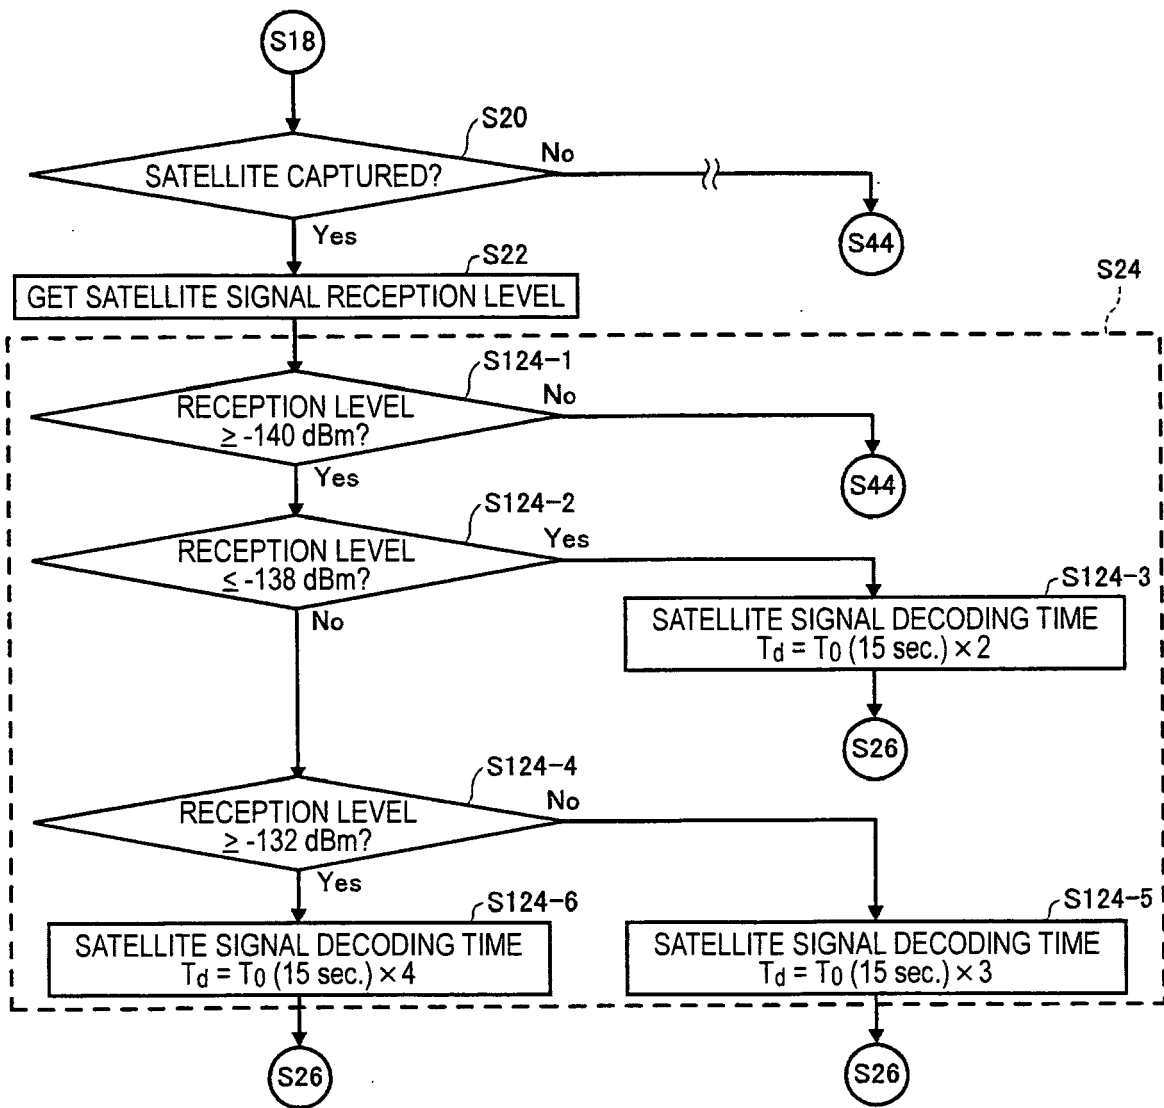 S18
S20
SATELLITE CAPTURED?
No
Yes
S44
S22
GET SATELLITE SIGNAL RECEPTION LEVEL
S24
S124-1
RECEPTION LEVEL
≥ -140 dBm?
No
Yes
S44
S124-2
RECEPTION LEVEL
≤ -138 dBm?
Yes
No
S124-3
SATELLITE SIGNAL DECODING TIME
Td = T0 (15 sec.) × 2
S26
S124-4
RECEPTION LEVEL
≥ -132 dBm?
No
Yes
S124-6
SATELLITE SIGNAL DECODING TIME
Td = T0 (15 sec.) × 4
S124-5
SATELLITE SIGNAL DECODING TIME
Td = T0 (15 sec.) × 3
S26
S26